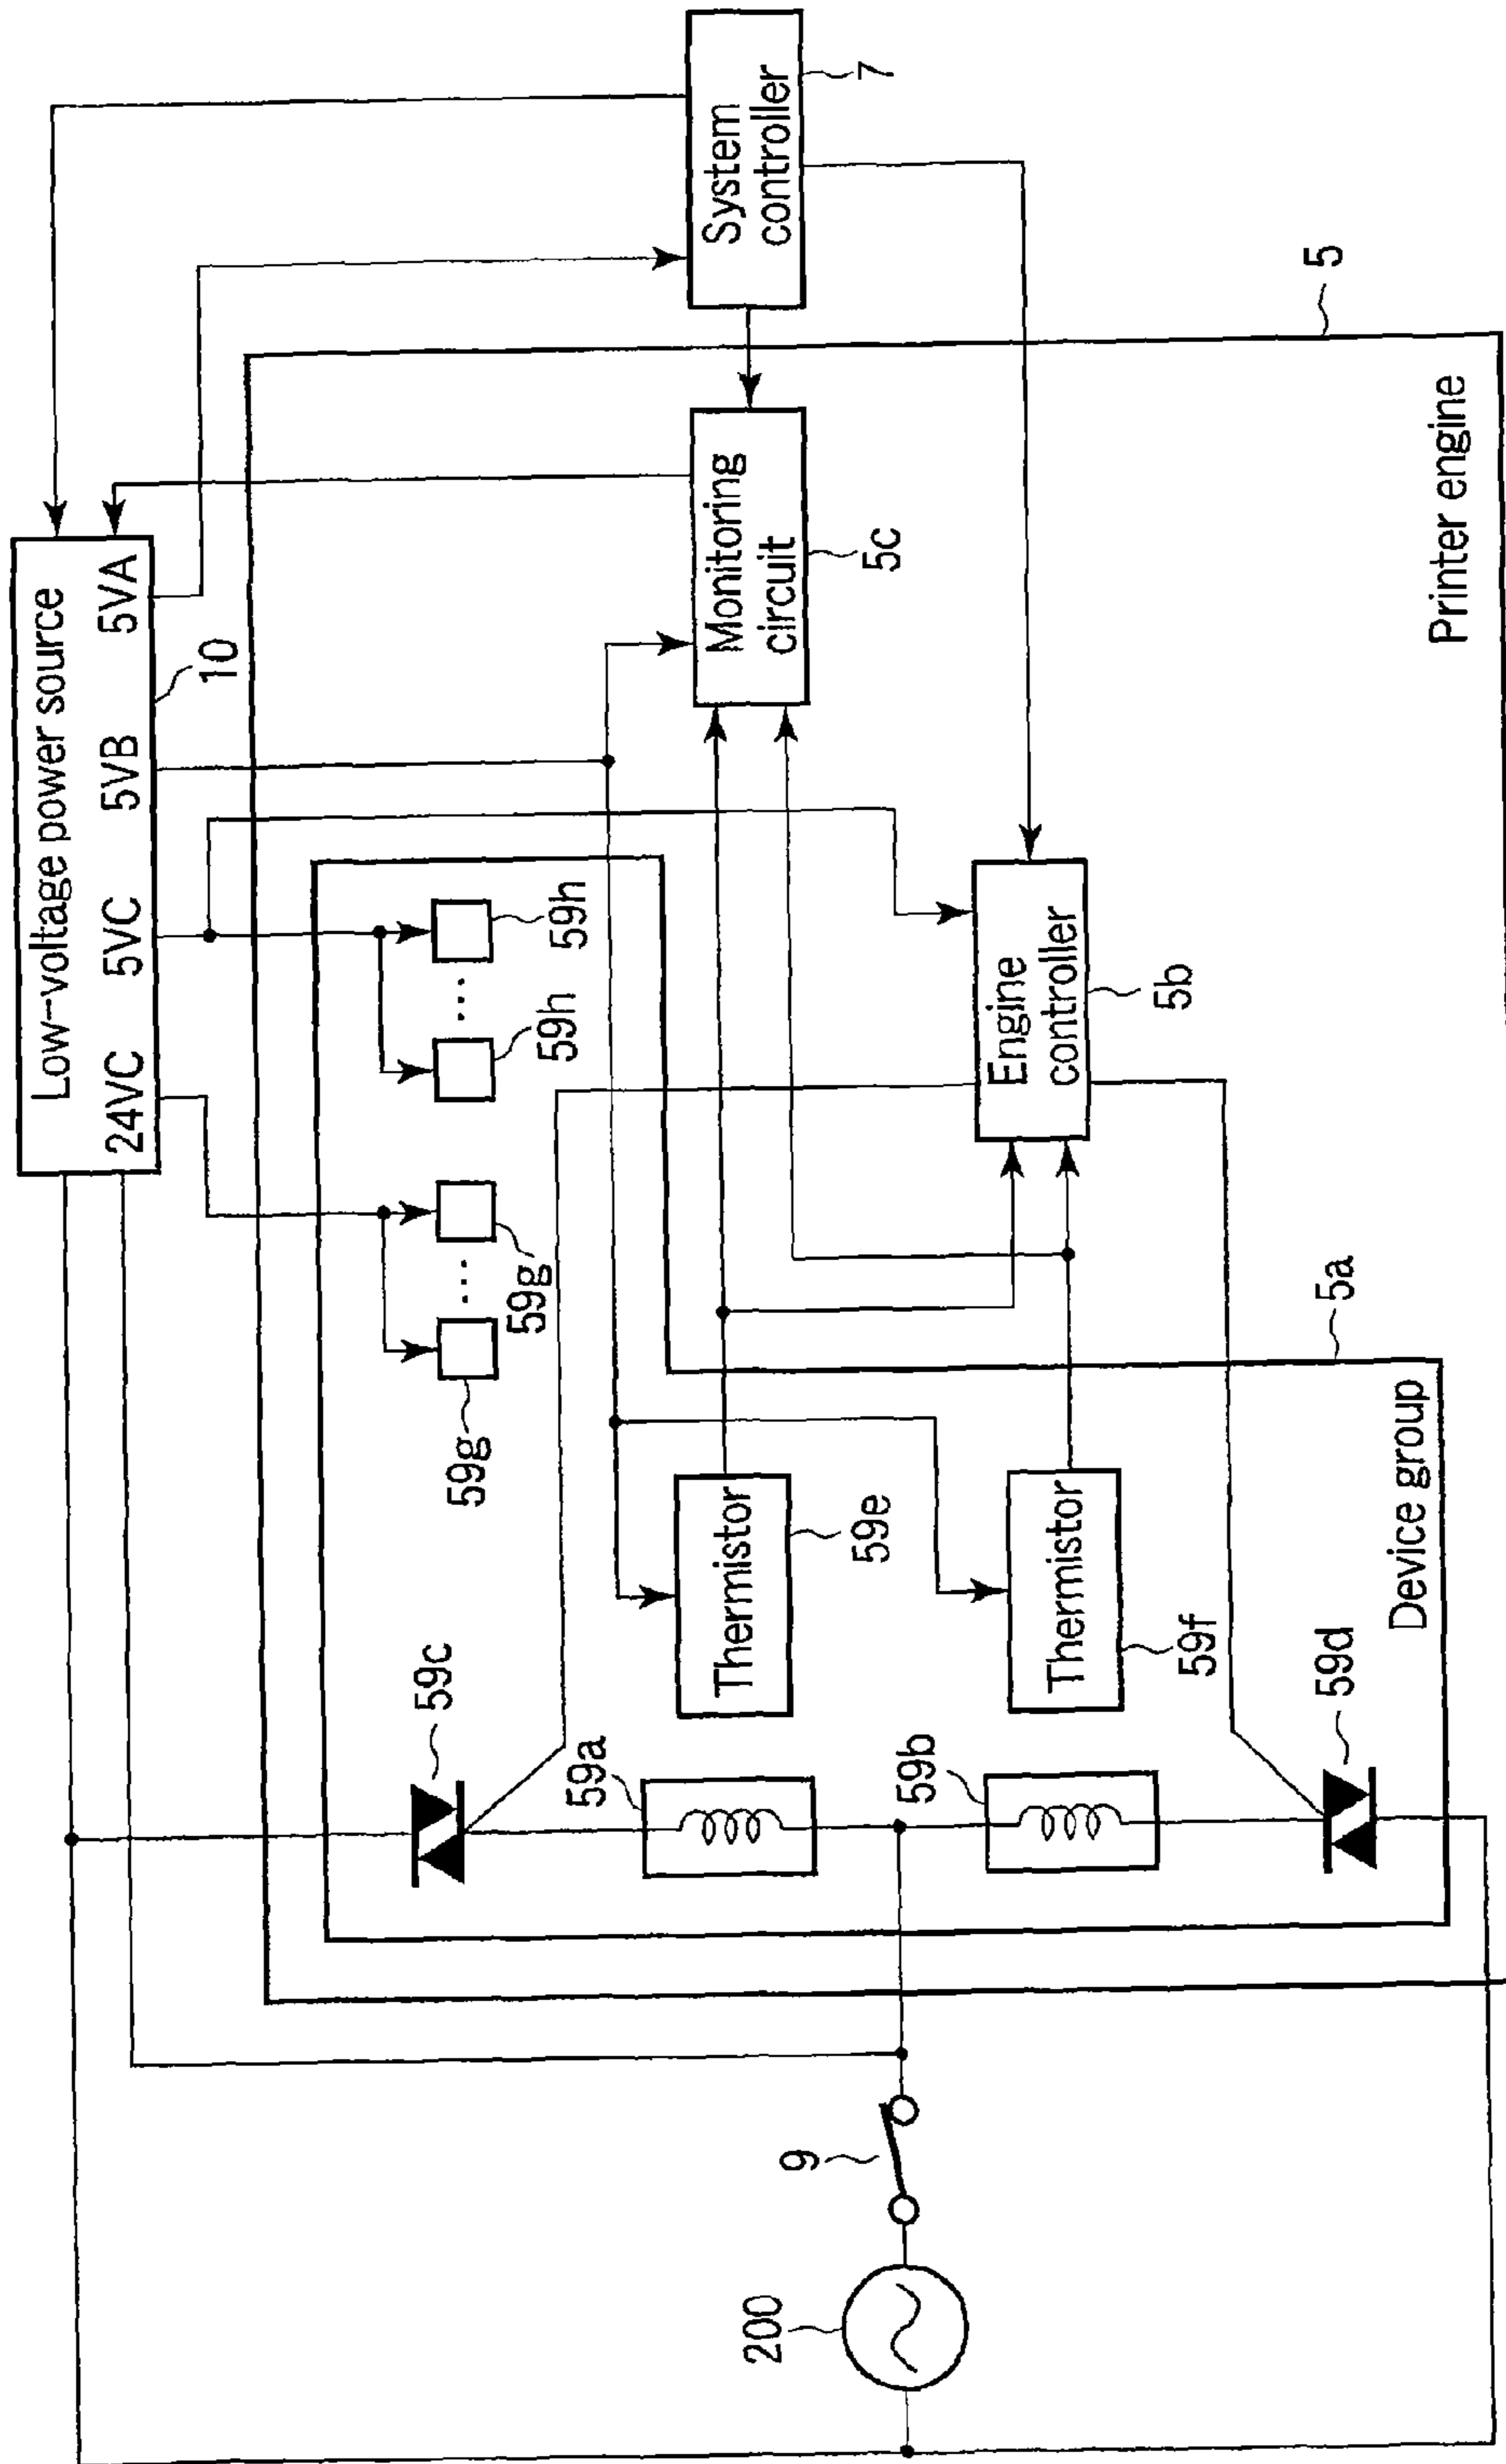 Low-voltage power source
24VC 5VC 5VB 5VA
10
System
controller
7
Monitoring
circuit
5c
5
Printer engine
59h
59h
59g
59g
Engine
controller
5b
5a
Device group
Thermistor
59e
Thermistor
59f
59c
59a
59b
59d
9
200